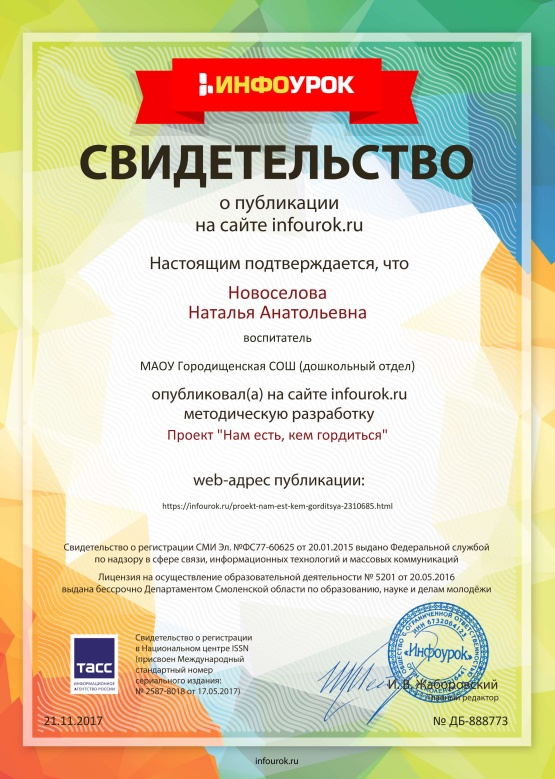 ИНФОУРОК
СВИДЕТЕЛЬСТВО
о публикации
на сайте infourok.ru
Настоящим подтверждается, что
Новоселова
Наталья Анатольевна
воспитатель
МАОУ Городищенская СОШ (дошкольный отдел)
опубликовал(а) на сайте infourok.ru
методическую разработку
Проект "Нам есть, кем гордиться"
web-адрес публикации:
https://infourok.ru/proekt-nam-est-kem-gorditsya-2310685.html
Свидетельство о регистрации СМИ Эл. №ФС77-60625 от 20.01.2015 выдано Федеральной службой
по надзору в сфере связи, информационных технологий и массовых коммуникаций
Лицензия на осуществление образовательной деятельности № 5201 от 20.05.2016
выдана бессрочно Департаментом Смоленской области по образованию, науке и делам молодёжи
ТАСС
ИНФОРМАЦИОННОЕ
АГЕНТСТВО РОССИИ
Свидетельство о регистрации
в Национальном центре ISSN
(присвоен Международный
стандартный номер
сериального издания:
№ 2587-8018 от 17.05.2017)
ОБЩЕСТВО С ОГРАНИЧЕННОЙ ОТВЕТСТВЕННОСТЬЮ
ИНН 6732064123
«Инфоурок»
И. В. Жаборовский
Главный редактор
21.11.2017
№ ДБ-888773
infourok.ru